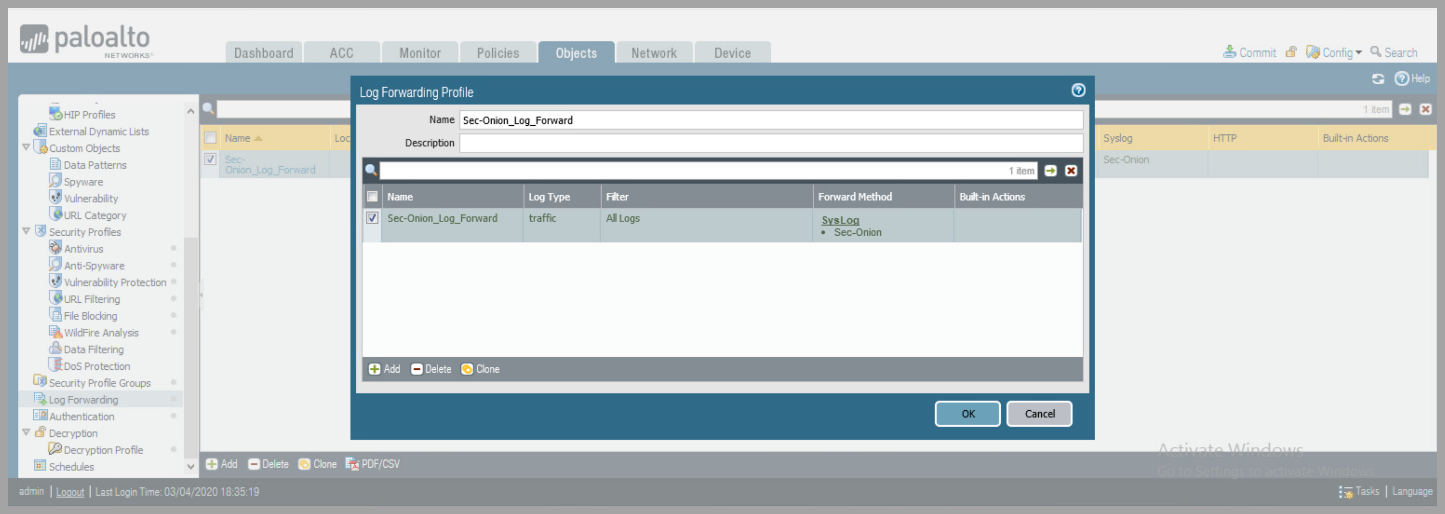 paloalto
NETWORKS®
Dashboard ACC Monitor Policies Objects Network Device
Commit Config Search
Help
Log Forwarding Profile
Name Sec-Onion_Log_Forward
Description
1 item
Name Log Type Filter Forward Method Built-in Actions
Sec-Onion_Log_Forward traffic All Logs SysLog
• Sec-Onion
Add Delete Clone
OK Cancel
HIP Profiles
External Dynamic Lists
Custom Objects
Data Patterns
Spyware
Vulnerability
URL Category
Security Profiles
Antivirus
Anti-Spyware
Vulnerability Protection
URL Filtering
File Blocking
WildFire Analysis
Data Filtering
DoS Protection
Security Profile Groups
Log Forwarding
Authentication
Decryption
Decryption Profile
Schedules
1 item
Name Loc Syslog HTTP Built-in Actions
Sec-
Onion_Log_Forward Sec-Onion
Activate Windows
Go to Settings to activate Windows.
Add Delete Clone PDF/CSV
admin | Logout | Last Login Time: 03/04/2020 18:35:19
Tasks | Language